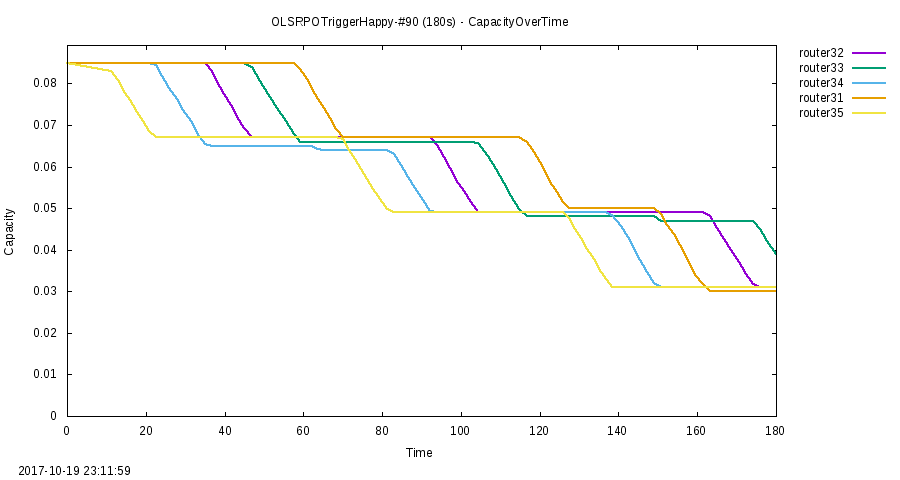 OLSRPOTriggerHappy-#90 (180s) - CapacityOverTime
router32
router33
router34
router31
router35
0.08
0.07
0.06
0.05
0.04
0.03
0.02
0.01
0
Capacity
0 20 40 60 80 100 120 140 160 180
Time
2017-10-19 23:11:59